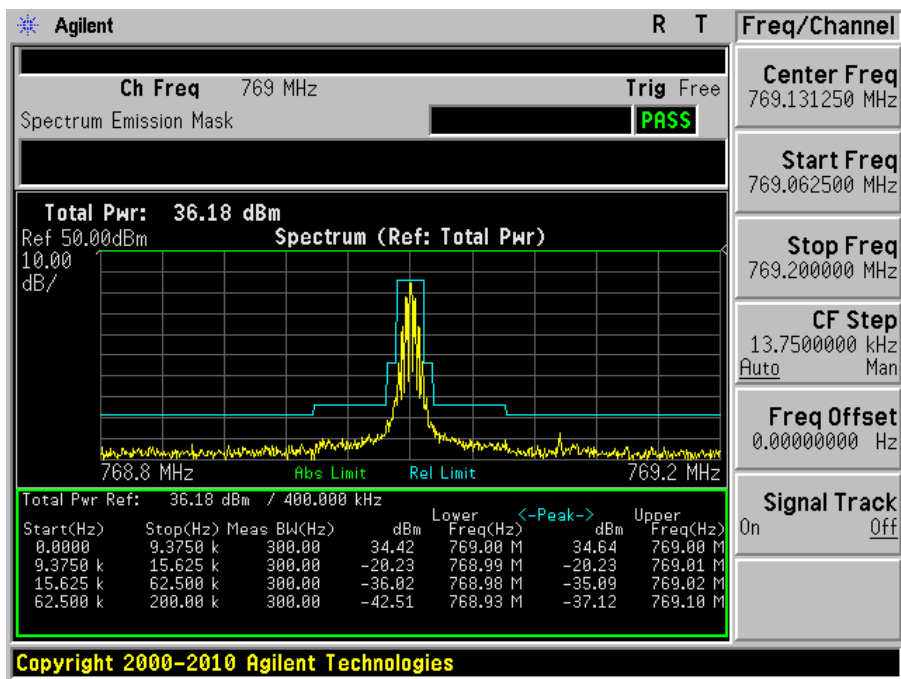 Agilent R T Freq/Channel
Ch Freq 769 MHz Trig Free
Spectrum Emission Mask PASS
Center Freq
769.131250 MHz
Start Freq
769.062500 MHz
Stop Freq
769.200000 MHz
CF Step
13.7500000 kHz
Auto Man
Freq Offset
0.00000000 Hz
Signal Track
On Off
Total Pwr: 36.18 dBm
Ref 50.00dBm Spectrum (Ref: Total Pwr)
10.00
dB/
768.8 MHz Abs Limit Rel Limit 769.2 MHz
Total Pwr Ref: 36.18 dBm / 400.000 kHz
Lower <-Peak-> Upper
Start(Hz) Stop(Hz) Meas BW(Hz) dBm Freq(Hz) dBm Freq(Hz)
0.0000 9.3750 k 300.00 34.42 769.00 M 34.64 769.00 M
9.3750 k 15.625 k 300.00 -20.23 768.99 M -20.23 769.01 M
15.625 k 62.500 k 300.00 -36.02 768.98 M -35.09 769.02 M
62.500 k 200.00 k 300.00 -42.51 768.93 M -37.12 769.10 M
Copyright 2000-2010 Agilent Technologies